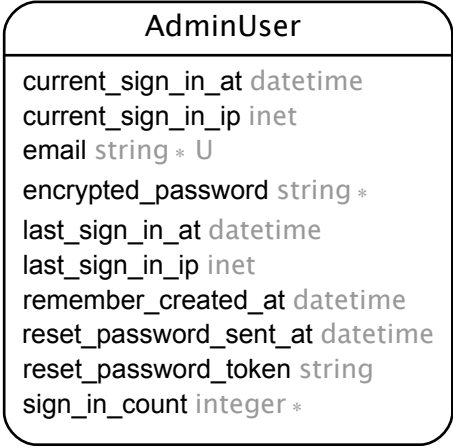 AdminUser
current_sign_in_at datetime
current_sign_in_ip inet
email string * U
encrypted_password string *
last_sign_in_at datetime
last_sign_in_ip inet
remember_created_at datetime
reset_password_sent_at datetime
reset_password_token string
sign_in_count integer *